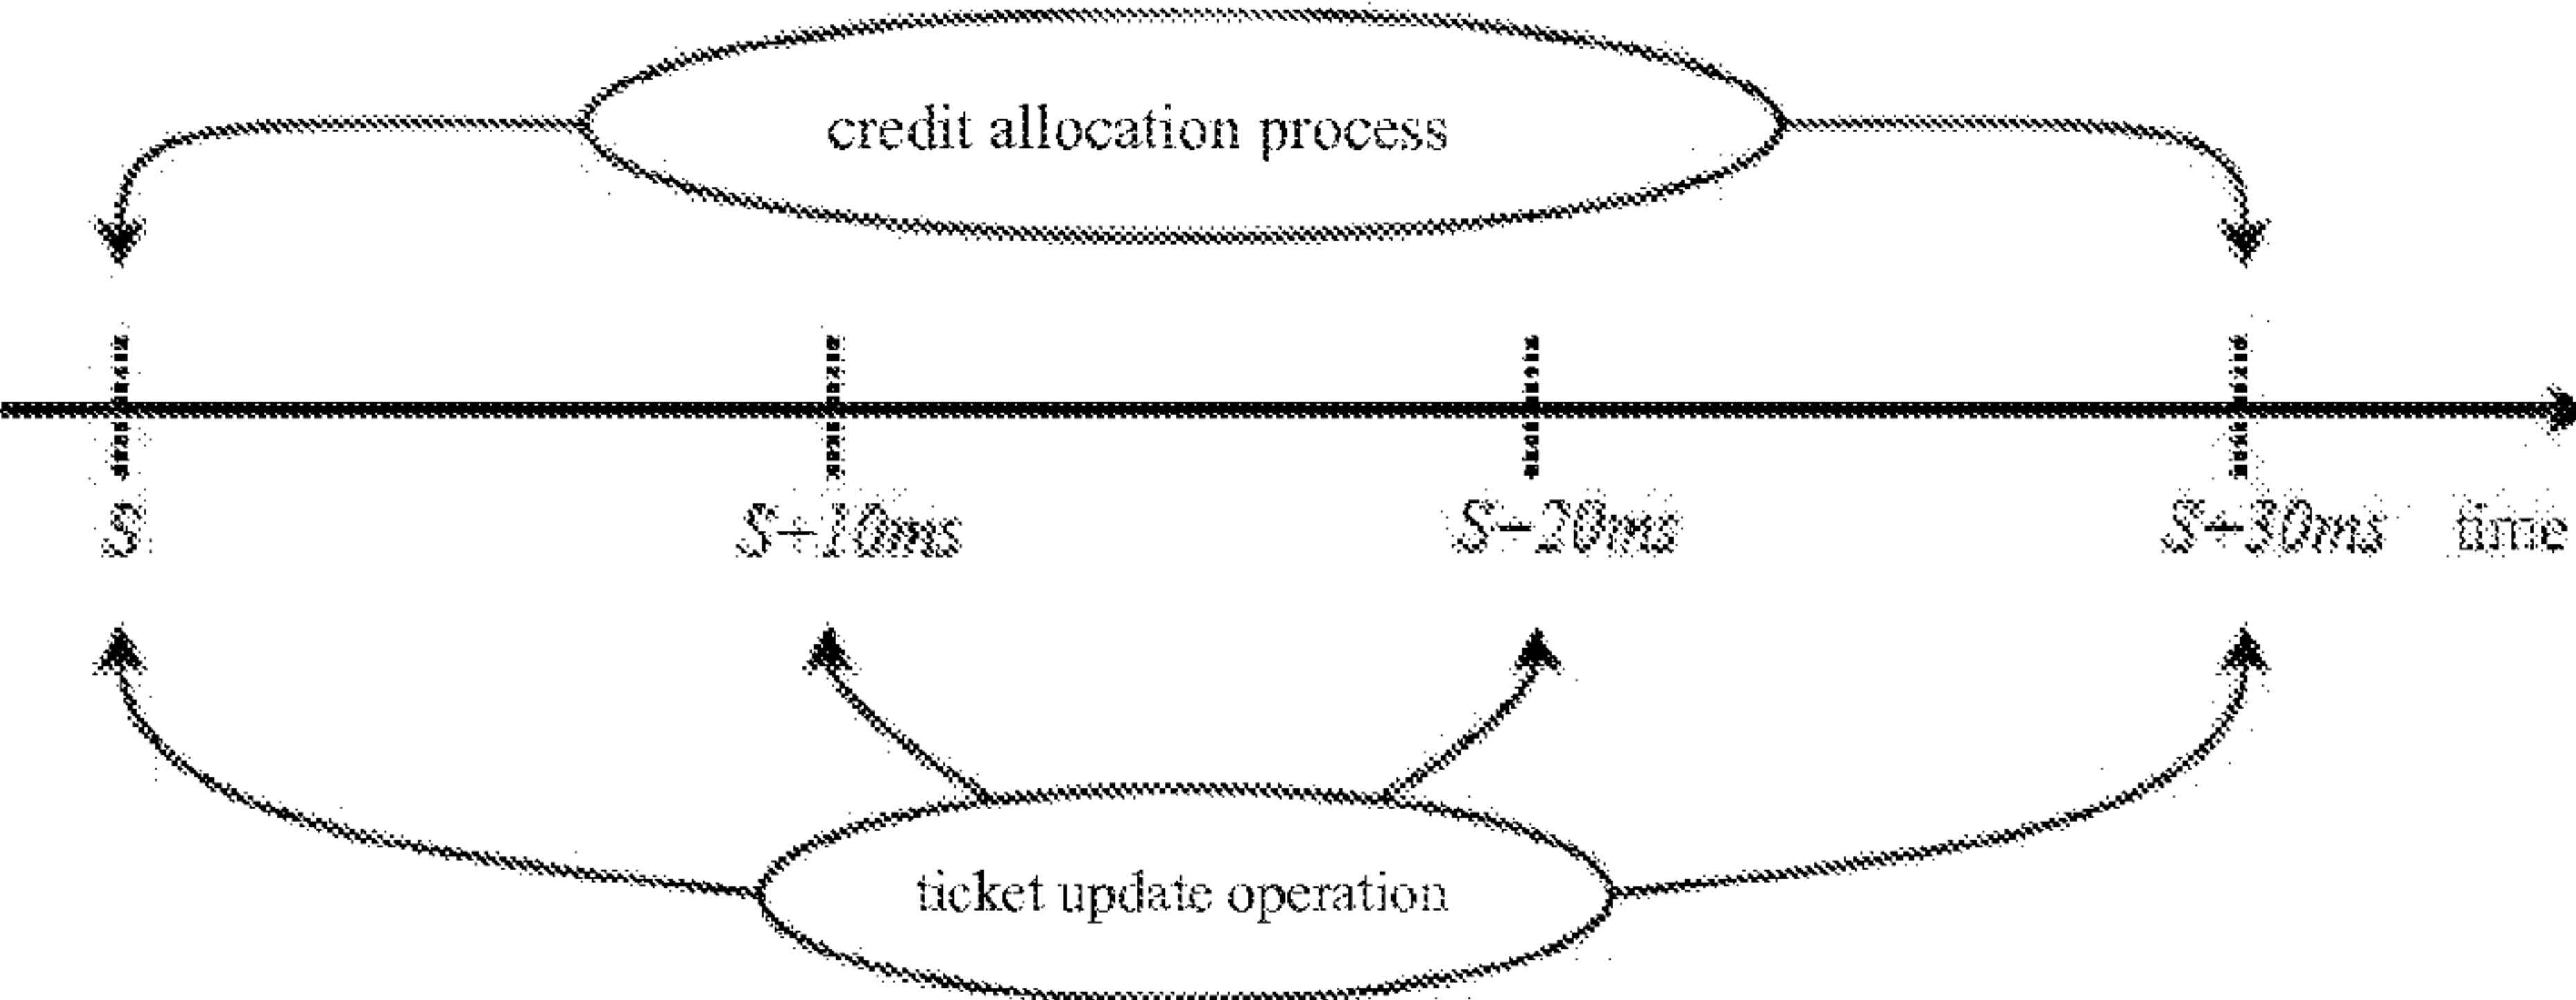 credit allocation process
S
S+10ms
S+20ms
S+30ms
time
ticket update operation